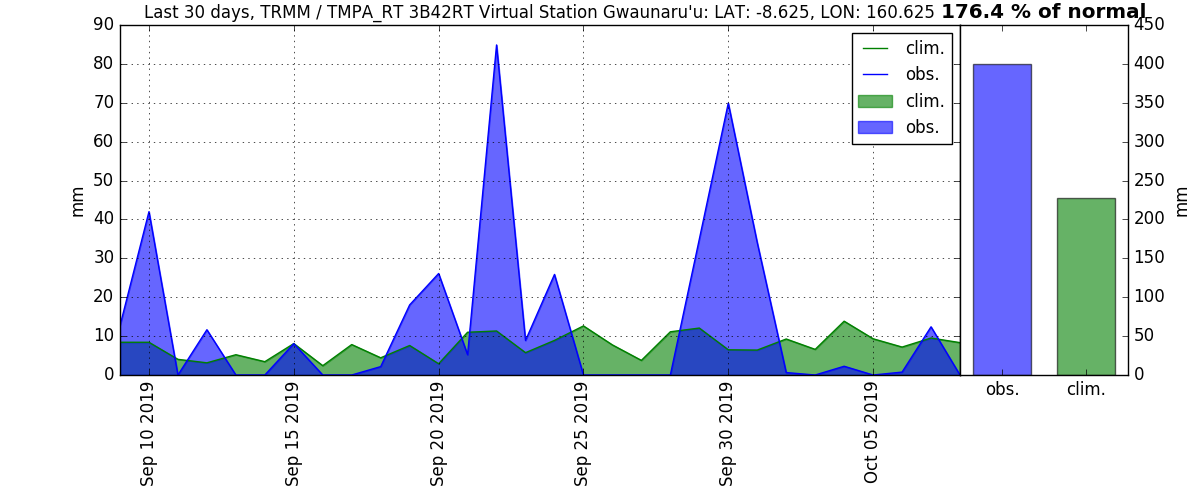 Last 30 days, TRMM / TMPA_RT 3B42RT Virtual Station Gwaunaru'u: LAT: -8.625, LON: 160.625 176.4 % of normal
90
80
70
60
50
40
30
20
10
0
mm
clim.
obs.
clim.
obs.
Sep 10 2019
Sep 15 2019
Sep 20 2019
Sep 25 2019
Sep 30 2019
Oct 05 2019
450
400
350
300
250
200
150
100
50
0
mm
obs.
clim.